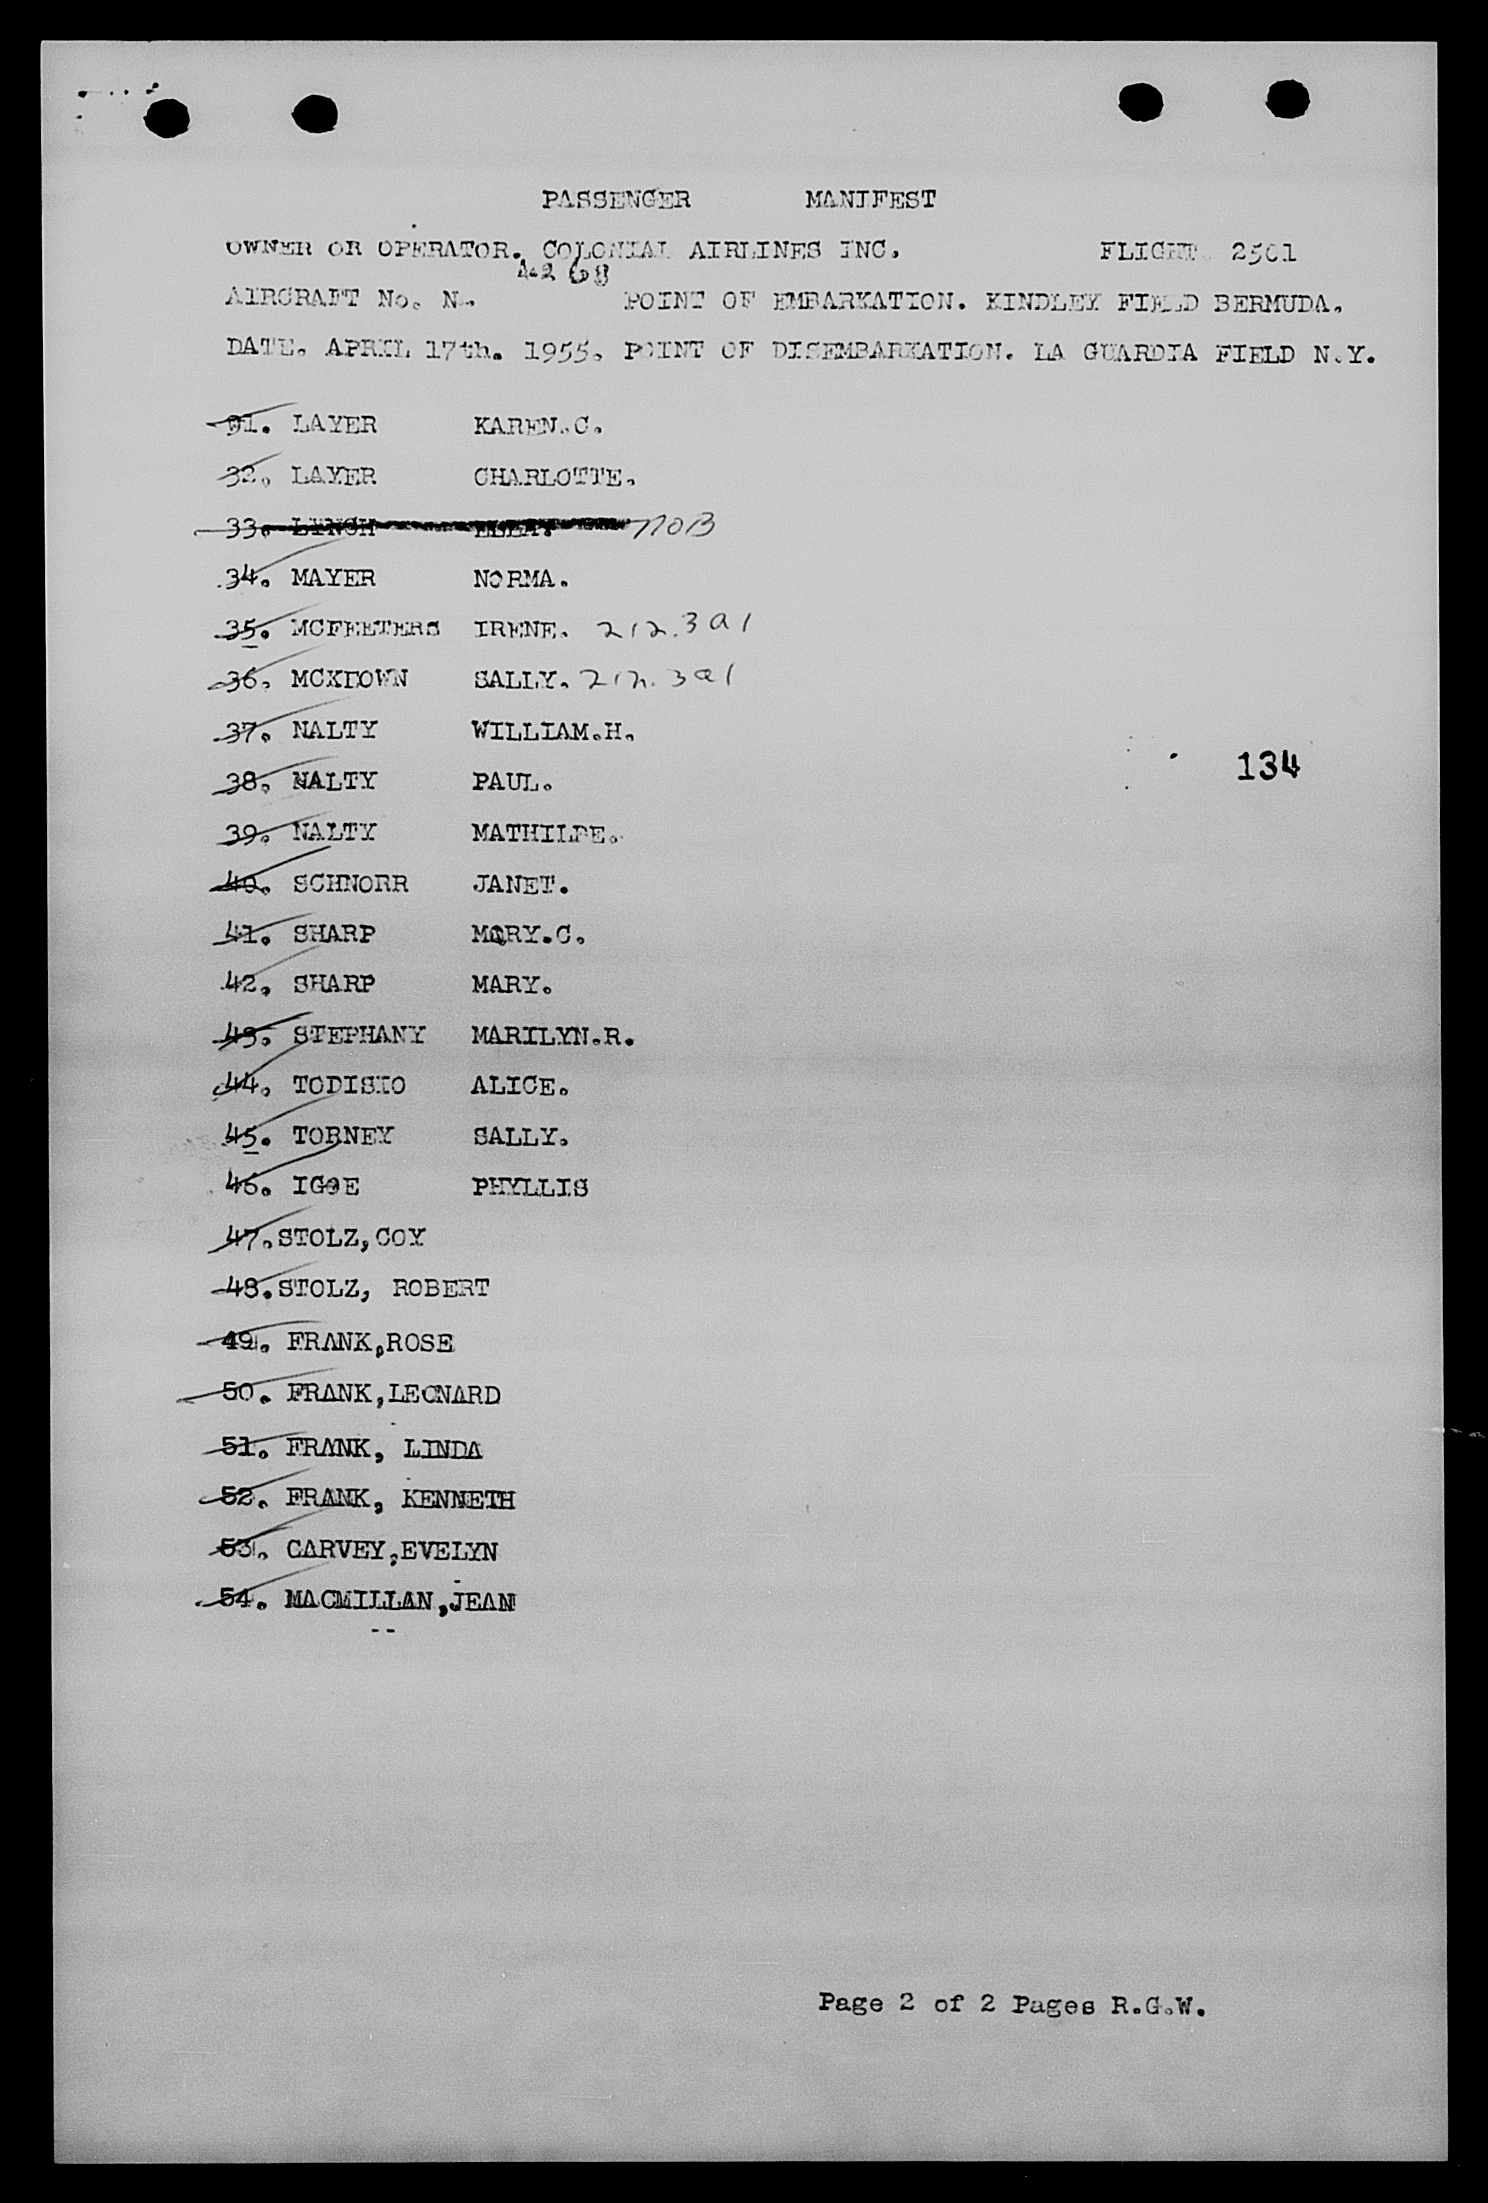 PASSENGER MANIFEST
OWNER OR OPERATOR. COLONIAL AIRLINES INC. FLIGHT. 2501
4268
AIRCRAFT No. N-. POINT OF EMBARKATION. KINDLEY FIELD BERMUDA.
DATE. APRIL 17th. 1955. POINT OF DISEMBARKATION. LA GUARDIA FIELD N.Y.
31. LAYER KAREN.C.
32. LAYER CHARLOTTE.
33. LYNCH NOB
34. MAYER NORMA.
35. MCFEETERS IRENE. 212.3a1
36. MCKEOWN SALLY. 212.3a1
37. NALTY WILLIAM.H.
38. NALTY PAUL.
134
39. NALTY MATHILDE.
40. SCHNORR JANET.
41. SHARP MARY.C.
42. SHARP MARY.
43. STEPHANY MARILYN.R.
44. TODISIO ALICE.
45. TORNEY SALLY.
46. IGOE PHYLLIS
47.STOLZ,COY
48.STOLZ, ROBERT
49. FRANK,ROSE
50. FRANK,LEONARD
51. FRANK, LINDA
52. FRANK, KENNETH
53. CARVEY,EVELYN
54. MACMILLAN,JEAN
--
Page 2 of 2 Pages R.G.W.